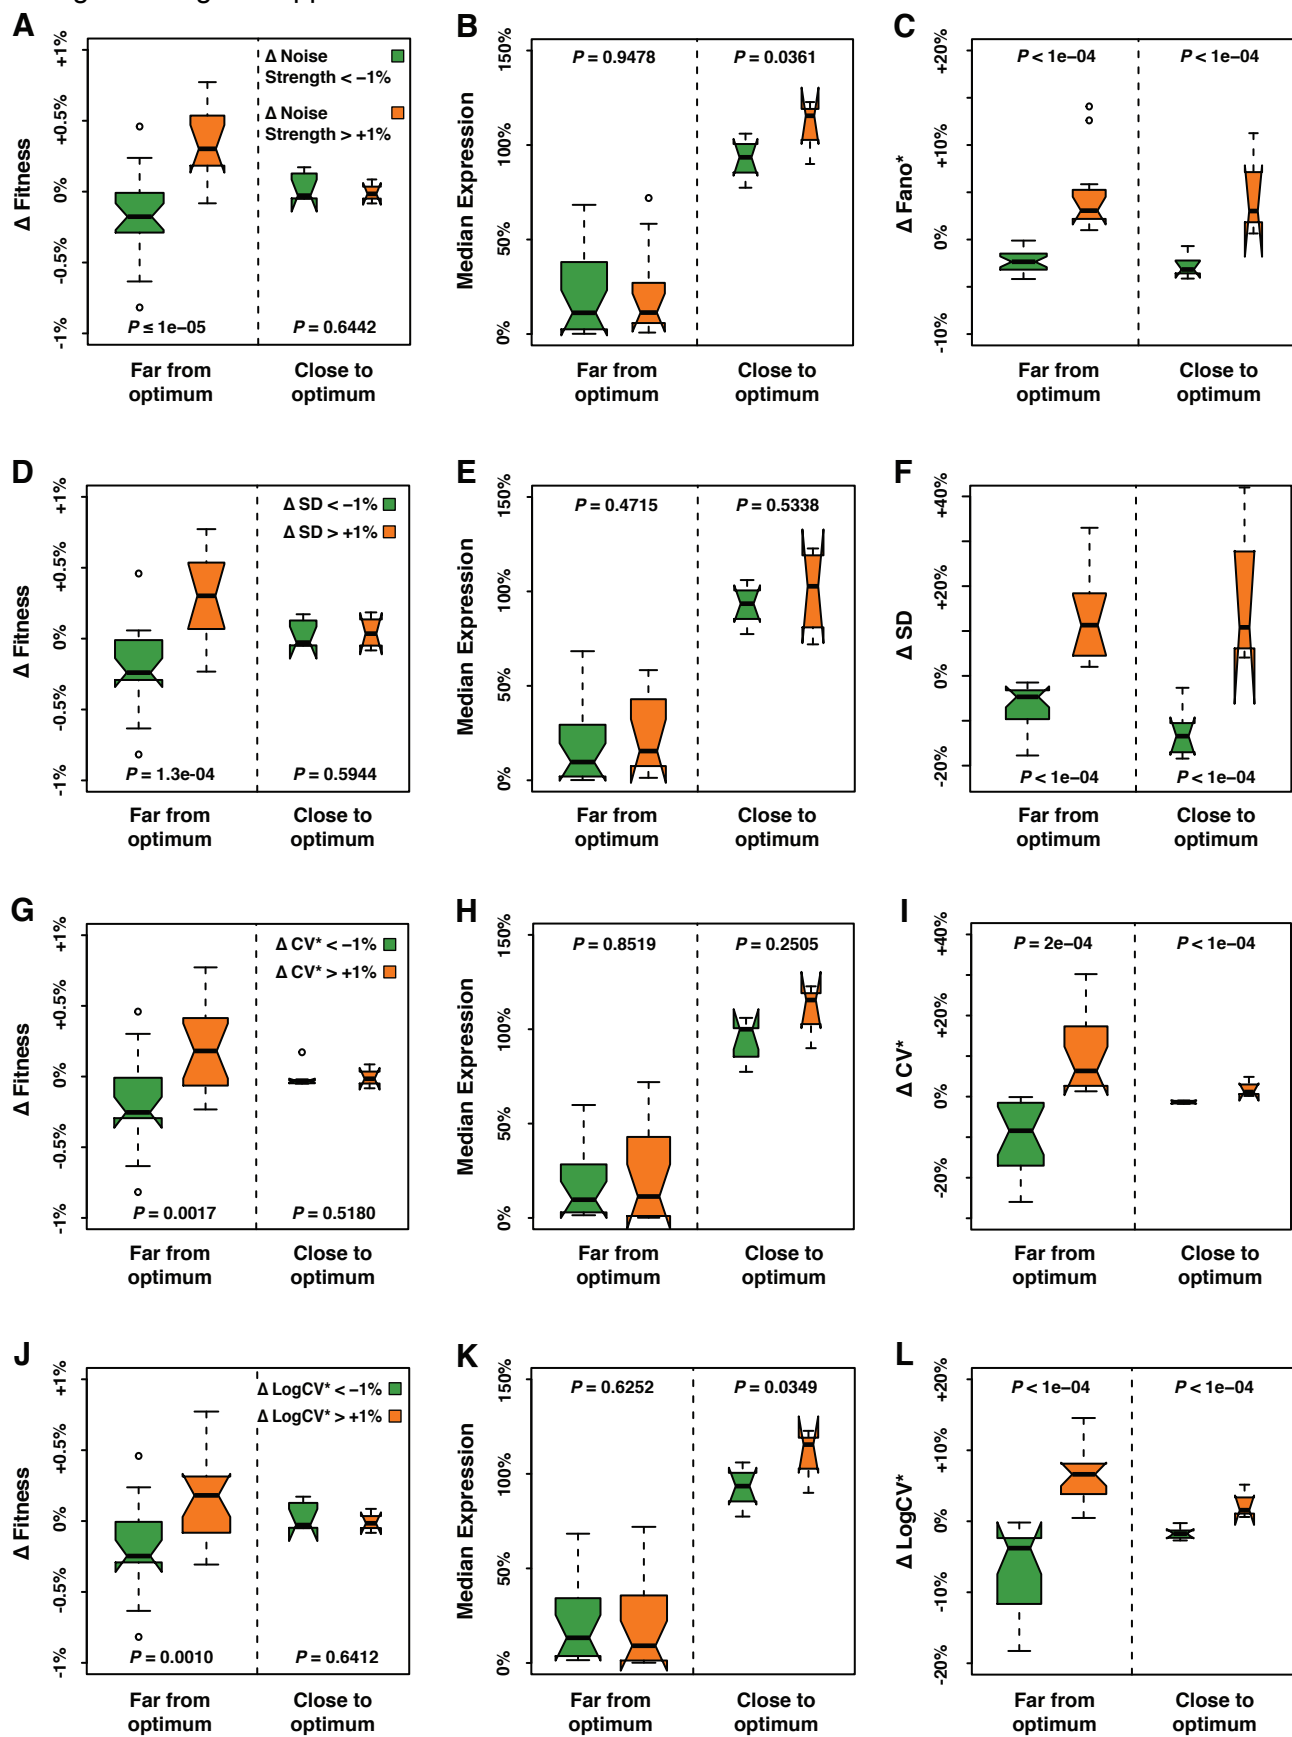 A
Δ Fitness
+1%
+0.5%
0%
-0.5%
-1%
Δ Noise
Strength < −1%
Δ Noise
Strength > +1%
P ≤ 1e−05
P = 0.6442
Far from
optimum
Close to
optimum
B
Median Expression
150%
100%
50%
0%
P = 0.9478
P = 0.0361
Far from
optimum
Close to
optimum
C
Δ Fano*
+20%
+10%
0%
-10%
P < 1e−04
P < 1e−04
Far from
optimum
Close to
optimum
D
Δ Fitness
+1%
+0.5%
0%
-0.5%
-1%
Δ SD < −1%
Δ SD > +1%
P = 1.3e-04
P = 0.5944
Far from
optimum
Close to
optimum
E
Median Expression
150%
100%
50%
0%
P = 0.4715
P = 0.5338
Far from
optimum
Close to
optimum
F
Δ SD
+40%
+20%
0%
-20%
P < 1e−04
P < 1e−04
Far from
optimum
Close to
optimum
G
Δ Fitness
+1%
+0.5%
0%
-0.5%
-1%
Δ CV* < −1%
Δ CV* > +1%
P = 0.0017
P = 0.5180
Far from
optimum
Close to
optimum
H
Median Expression
150%
100%
50%
0%
P = 0.8519
P = 0.2505
Far from
optimum
Close to
optimum
I
Δ CV*
+40%
+20%
0%
-20%
P = 2e−04
P < 1e−04
Far from
optimum
Close to
optimum
J
Δ Fitness
+1%
+0.5%
0%
-0.5%
-1%
Δ LogCV* < −1%
Δ LogCV* > +1%
P = 0.0010
P = 0.6412
Far from
optimum
Close to
optimum
K
Median Expression
150%
100%
50%
0%
P = 0.6252
P = 0.0349
Far from
optimum
Close to
optimum
L
Δ LogCV*
+20%
+10%
0%
-10%
-20%
P < 1e−04
P < 1e−04
Far from
optimum
Close to
optimum